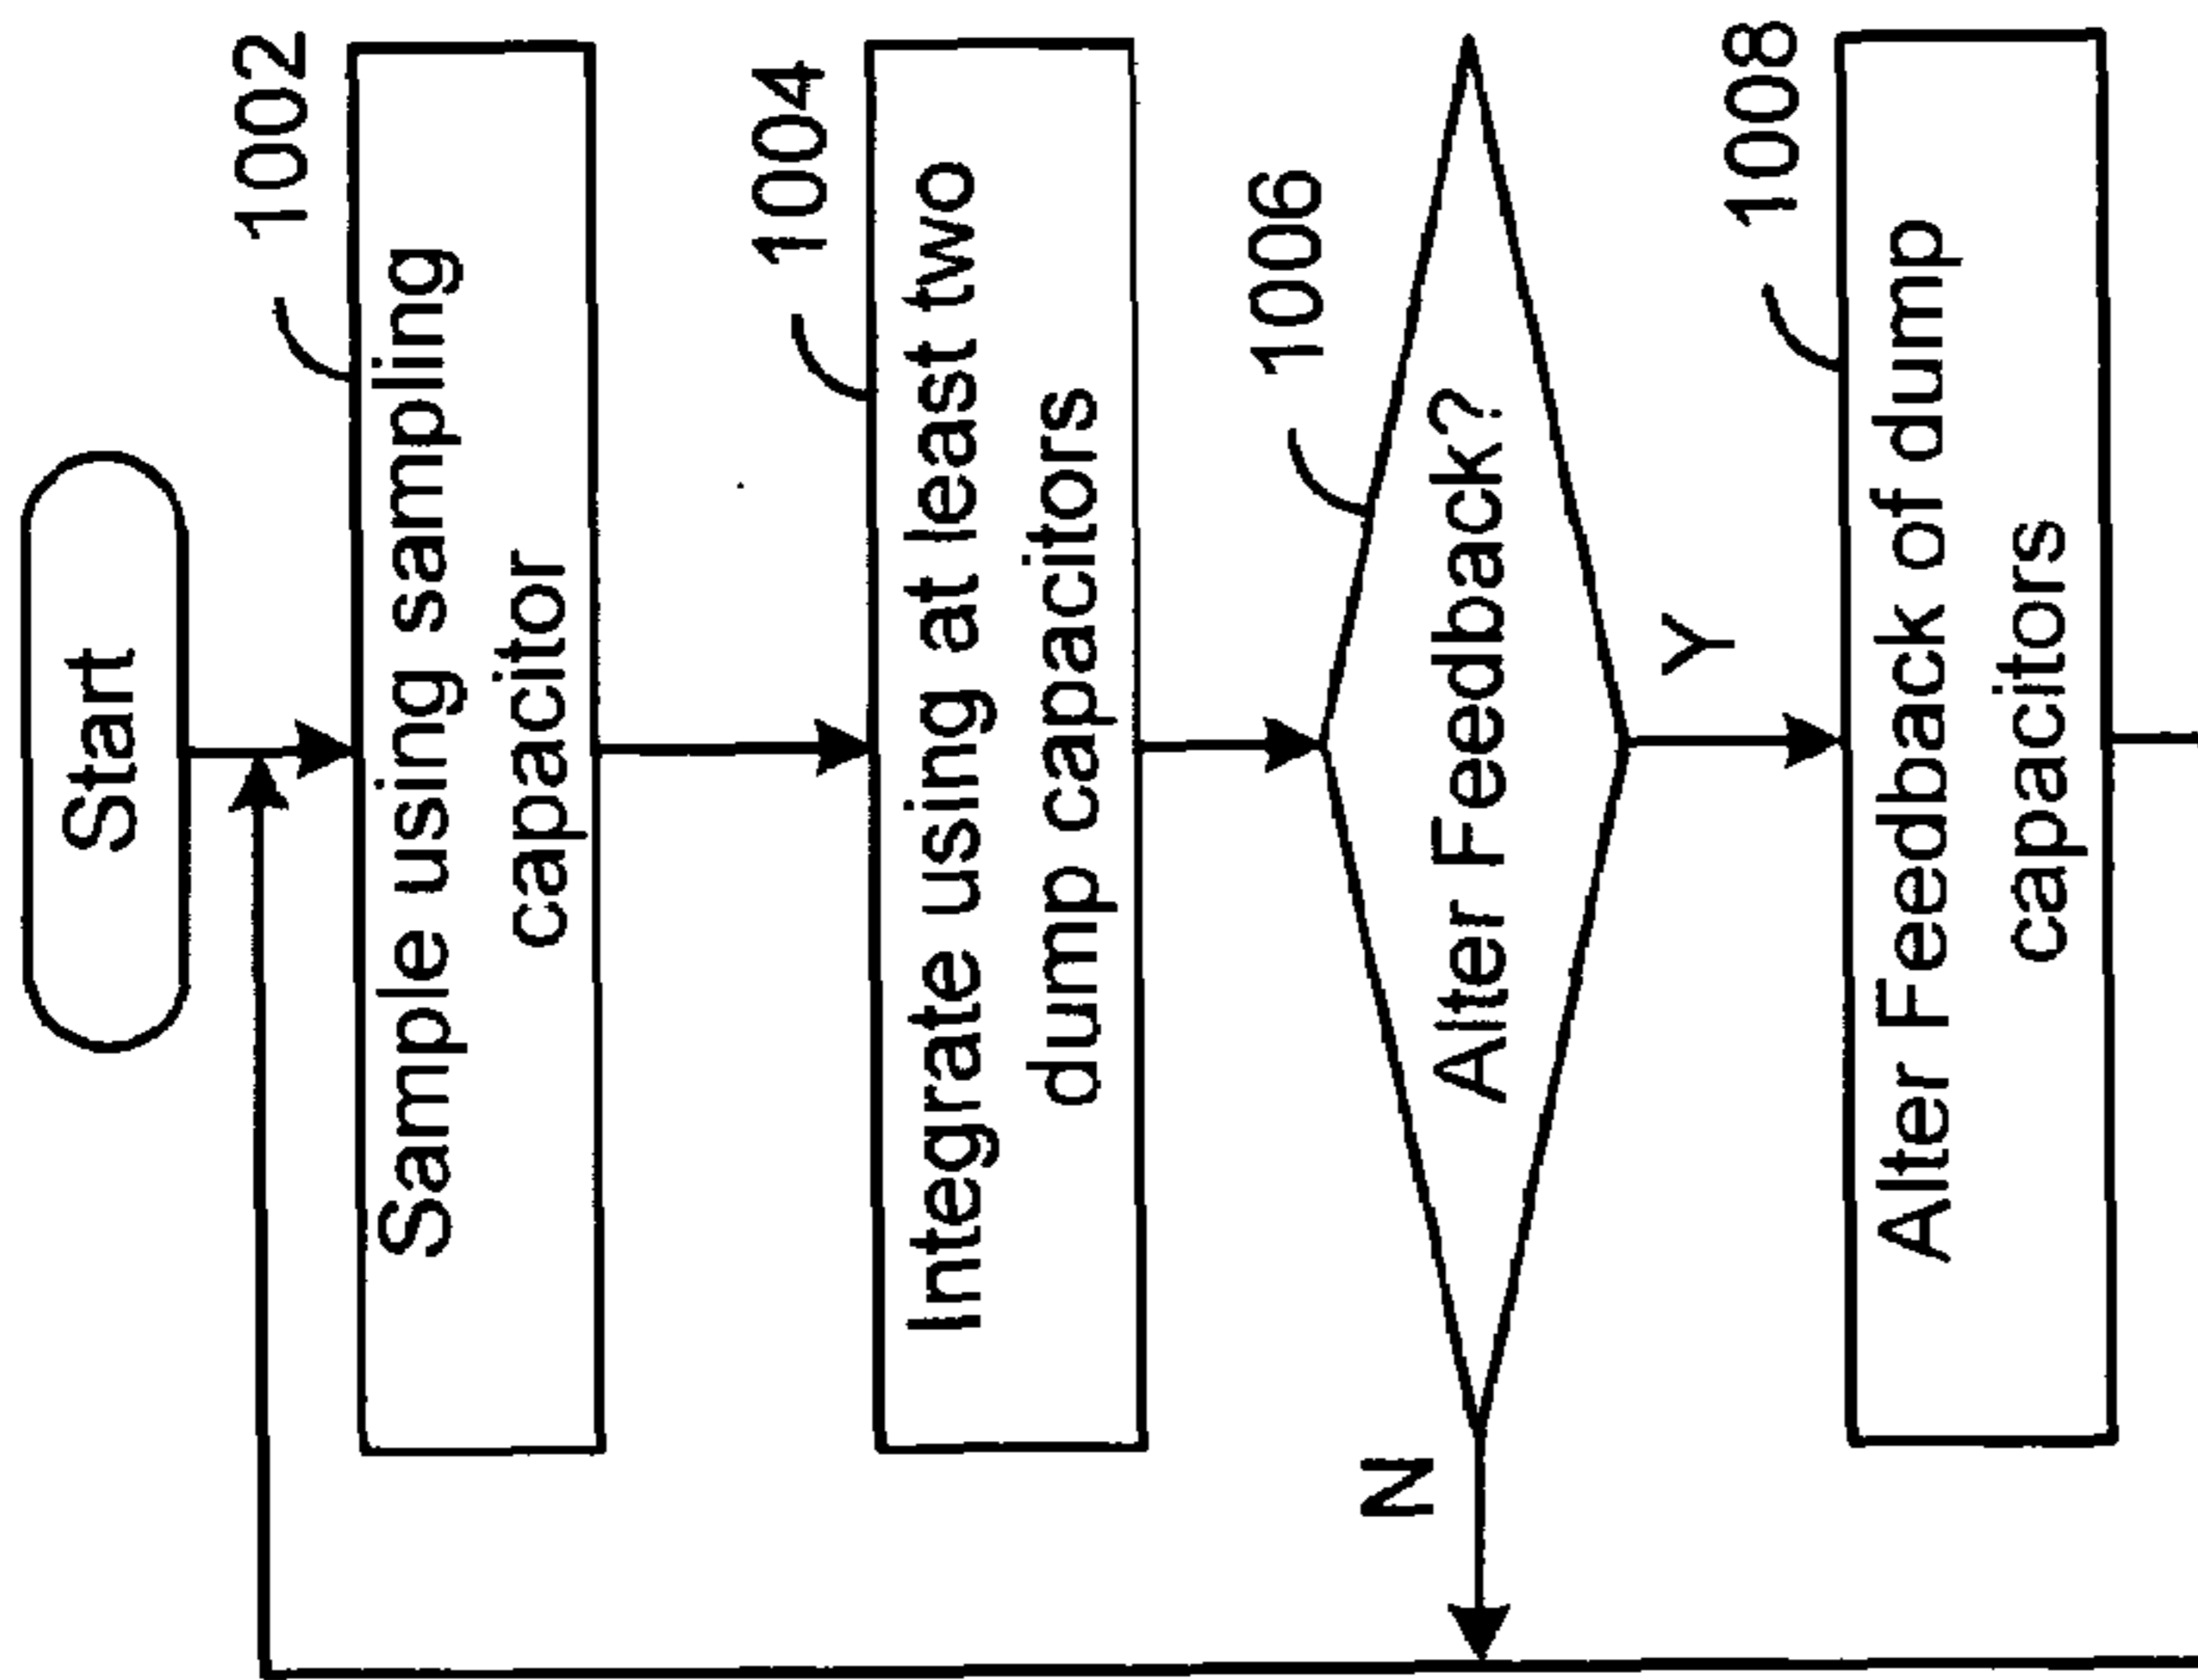 Start
1002
Sample using sampling
capacitor
1004
Integrate using at least two
dump capacitors
1006
Alter Feedback?
N
Y
1008
Alter Feedback of dump
capacitors